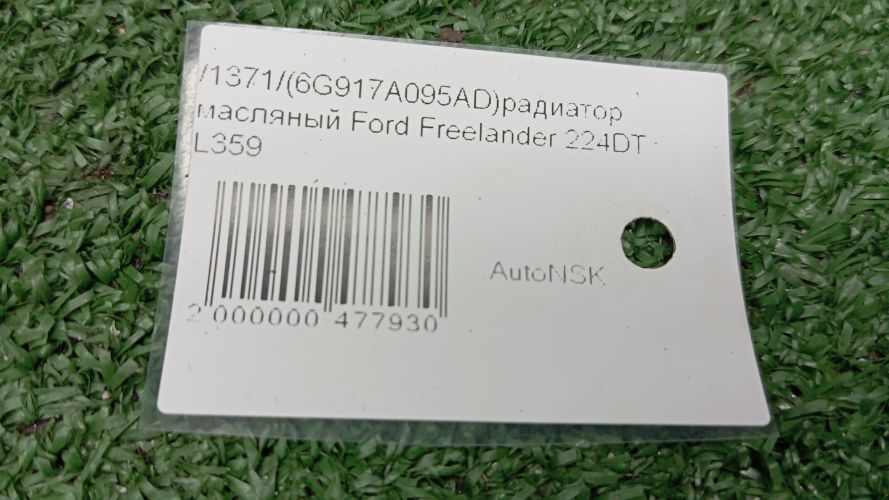 /1371/(6G917A095AD)радиатор
масляный Ford Freelander 224DT
L359
AutoNSK
2 000000 477930